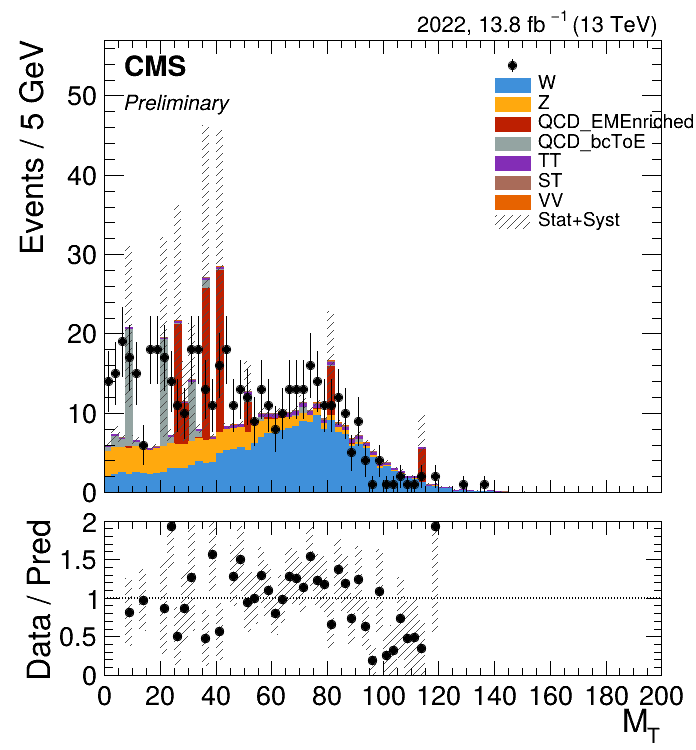 2022, 13.8 fb⁻¹ (13 TeV)
CMS
Preliminary
W
Z
QCD_EMEnriched
QCD_bcToE
TT
ST
VV
Stat+Syst
Events / 5 GeV
50
40
30
20
10
0
Data / Pred
2
1.5
1
0.5
0
0 20 40 60 80 100 120 140 160 180 200
M_T